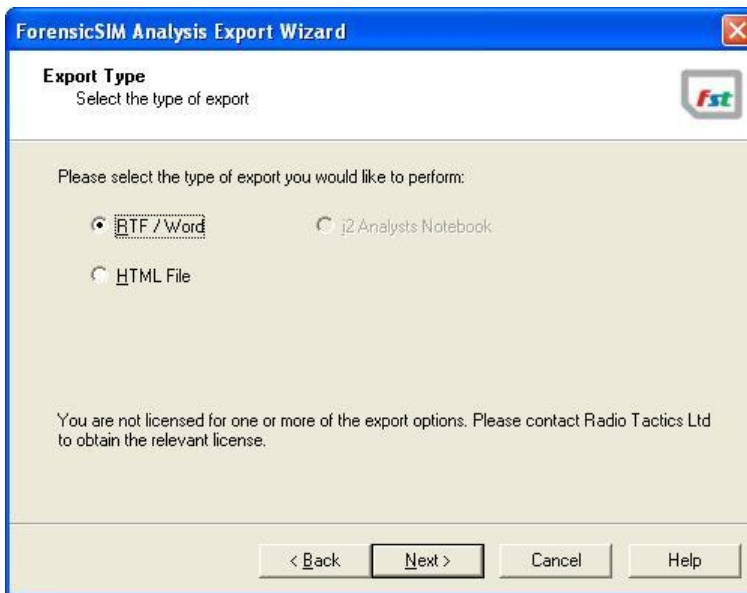 ForensicSIM Analysis Export Wizard
Export Type
Select the type of export
fst
Please select the type of export you would like to perform:
RTF / Word
i2 Analysts Notebook
HTML File
You are not licensed for one or more of the export options. Please contact Radio Tactics Ltd
to obtain the relevant license.
< Back
Next >
Cancel
Help